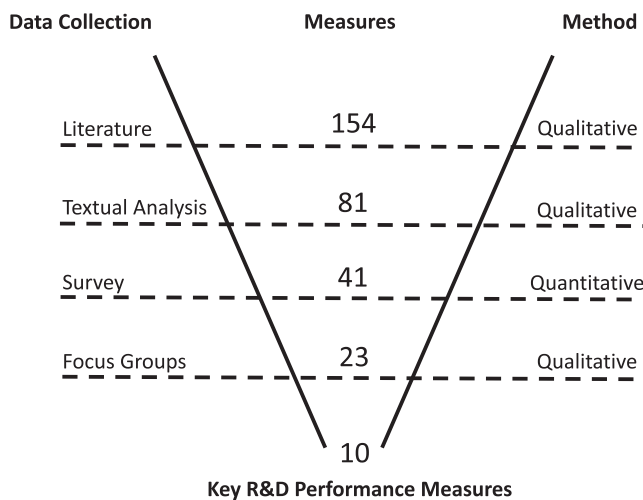 Data Collection Measures Method
Literature 154 Qualitative
Textual Analysis 81 Qualitative
Survey 41 Quantitative
Focus Groups 23 Qualitative
10
Key R&D Performance Measures